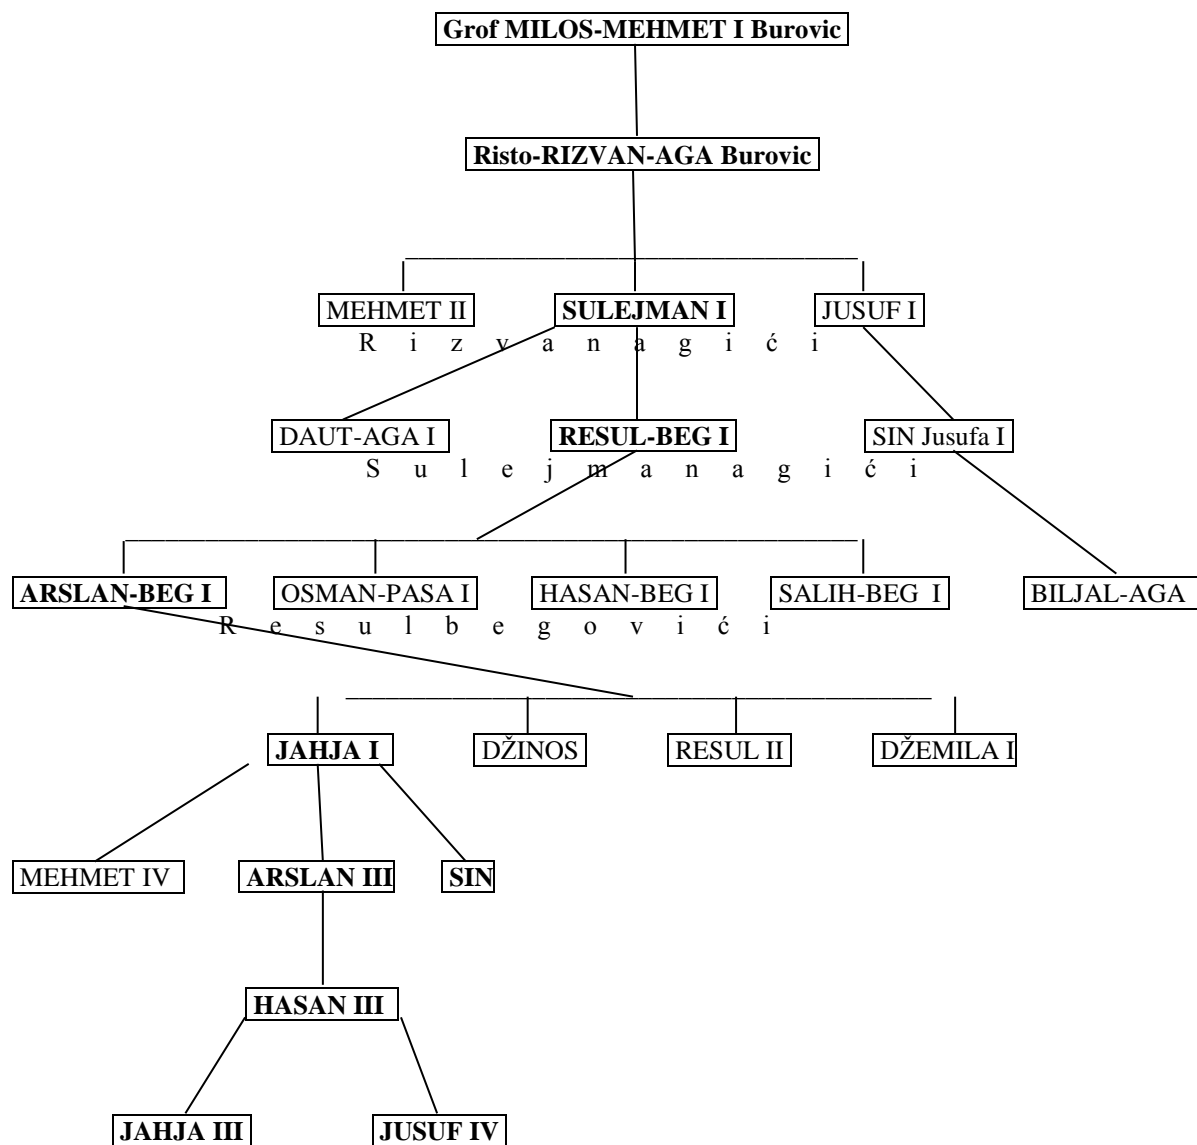 Grof MILOS-MEHMET I Burovic
Risto-RIZVAN-AGA Burovic
MEHMET II SULEJMAN I JUSUF I
R i z v a n a g i ć i
DAUT-AGA I RESUL-BEG I SIN Jusufa I
S u l e j m a n a g i ć i
ARSLAN-BEG I OSMAN-PASA I HASAN-BEG I SALIH-BEG I BILJAL-AGA
R e s u l b e g o v i ć i
JAHJA I DŽINOS RESUL II DŽEMILA I
MEHMET IV ARSLAN III SIN
HASAN III
JAHJA III JUSUF IV